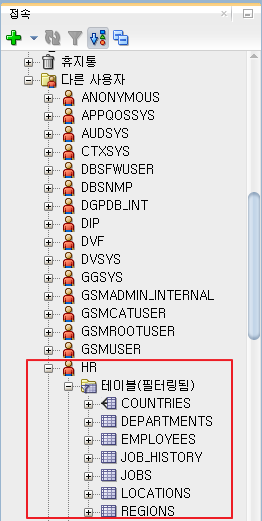 접속
휴지통
다른 사용자
ANONYMOUS
APPQOSSYS
AUDSYS
CTXSYS
DBSFWUSER
DBSNMP
DGPDB_INT
DIP
DVF
DVSYS
GGSYS
GSMADMIN_INTERNAL
GSMCATUSER
GSMROOTUSER
GSMUSER
HR
테이블(필터링됨)
COUNTRIES
DEPARTMENTS
EMPLOYEES
JOB_HISTORY
JOBS
LOCATIONS
REGIONS